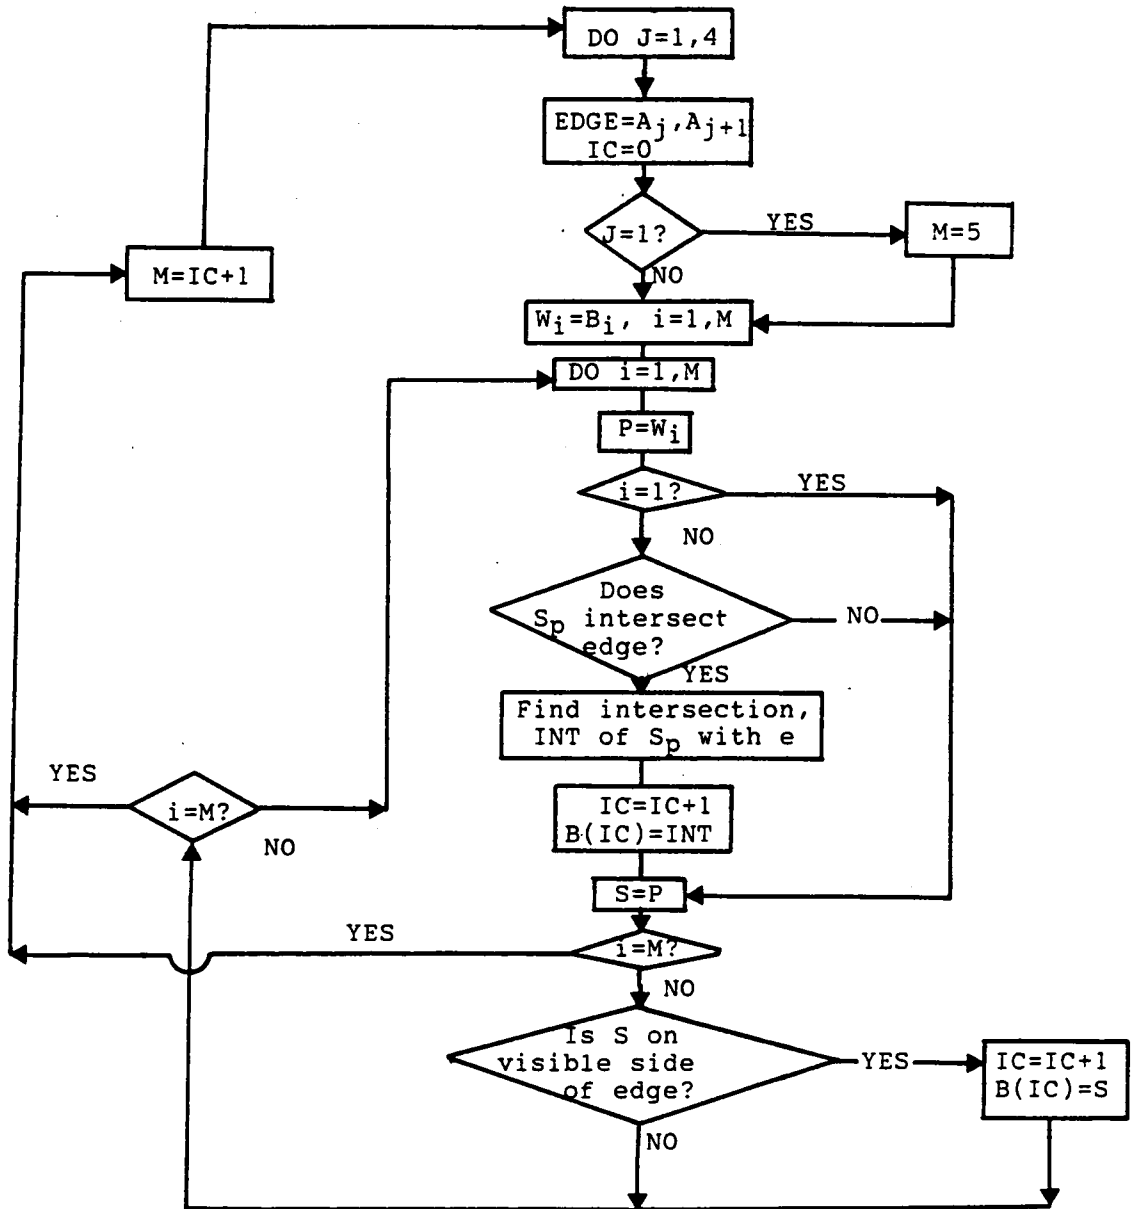 DO J=1,4
EDGE=Aj,Aj+1
IC=0
J=1?
YES
M=5
NO
M=IC+1
Wi=Bi, i=1,M
DO i=1,M
P=Wi
i=1?
YES
NO
Does
Sp intersect
edge?
NO
YES
Find intersection,
INT of Sp with e
YES
i=M?
NO
IC=IC+1
B(IC)=INT
S=P
YES
i=M?
NO
Is S on
visible side
of edge?
YES
IC=IC+1
B(IC)=S
NO